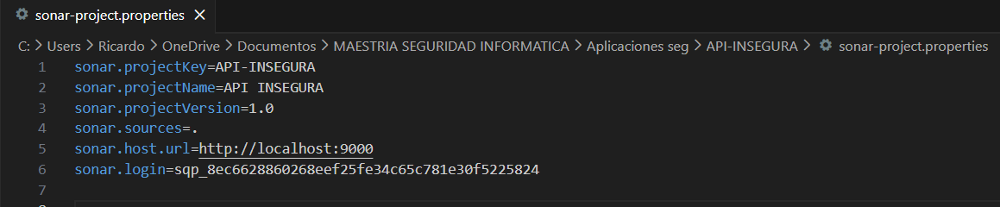 sonar-project.properties
C: > Users > Ricardo > OneDrive > Documentos > MAESTRIA SEGURIDAD INFORMATICA > Aplicaciones seg > API-INSEGURA > sonar-project.properties
1 sonar.projectKey=API-INSEGURA
2 sonar.projectName=API INSEGURA
3 sonar.projectVersion=1.0
4 sonar.sources=.
5 sonar.host.url=http://localhost:9000
6 sonar.login=sqp_8ec6628860268eef25fe34c65c781e30f5225824
7